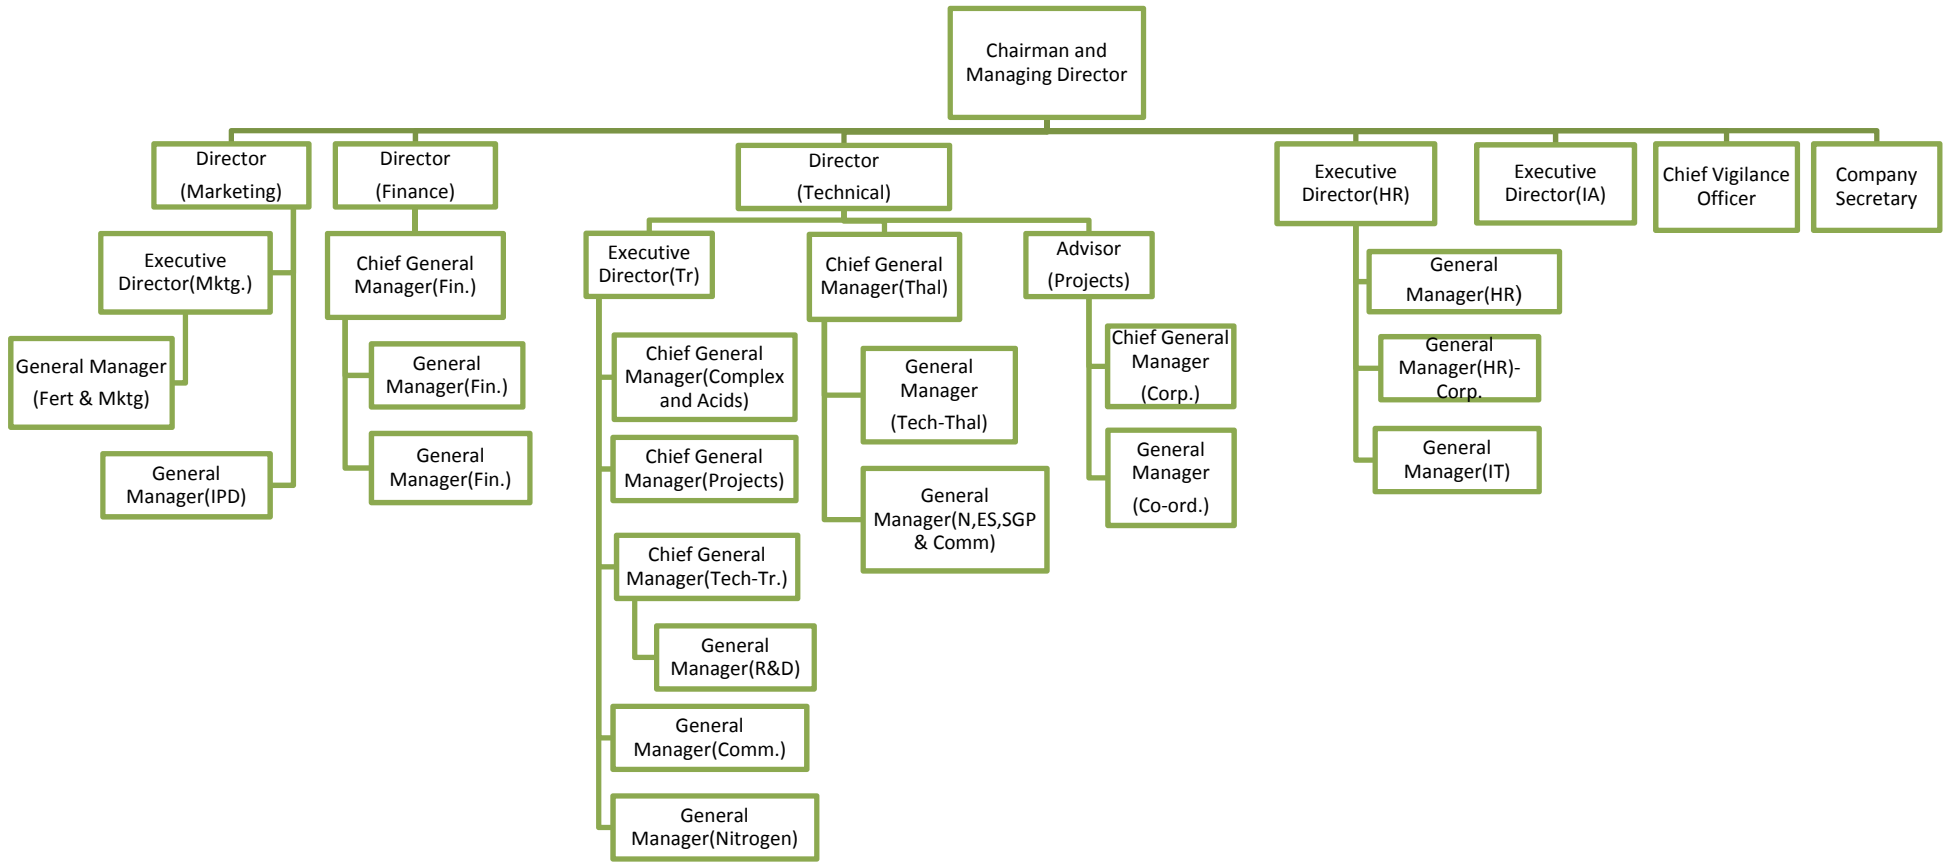 Chairman and
Managing Director
Director
(Marketing)
Director
(Finance)
Director
(Technical)
Executive
Director(HR)
Executive
Director(IA)
Chief Vigilance
Officer
Company
Secretary
Executive
Director(Mktg.)
General Manager
(Fert & Mktg)
General
Manager(IPD)
Chief General
Manager(Fin.)
General
Manager(Fin.)
General
Manager(Fin.)
Executive
Director(Tr)
Chief General
Manager(Complex
and Acids)
Chief General
Manager(Projects)
Chief General
Manager(Tech-Tr.)
General
Manager(R&D)
General
Manager(Comm.)
General
Manager(Nitrogen)
Chief General
Manager(Thal)
General
Manager
(Tech-Thal)
General
Manager(N,ES,SGP
& Comm)
Advisor
(Projects)
Chief General
Manager
(Corp.)
General
Manager
(Co-ord.)
General
Manager(HR)
General
Manager(HR)-
Corp.
General
Manager(IT)